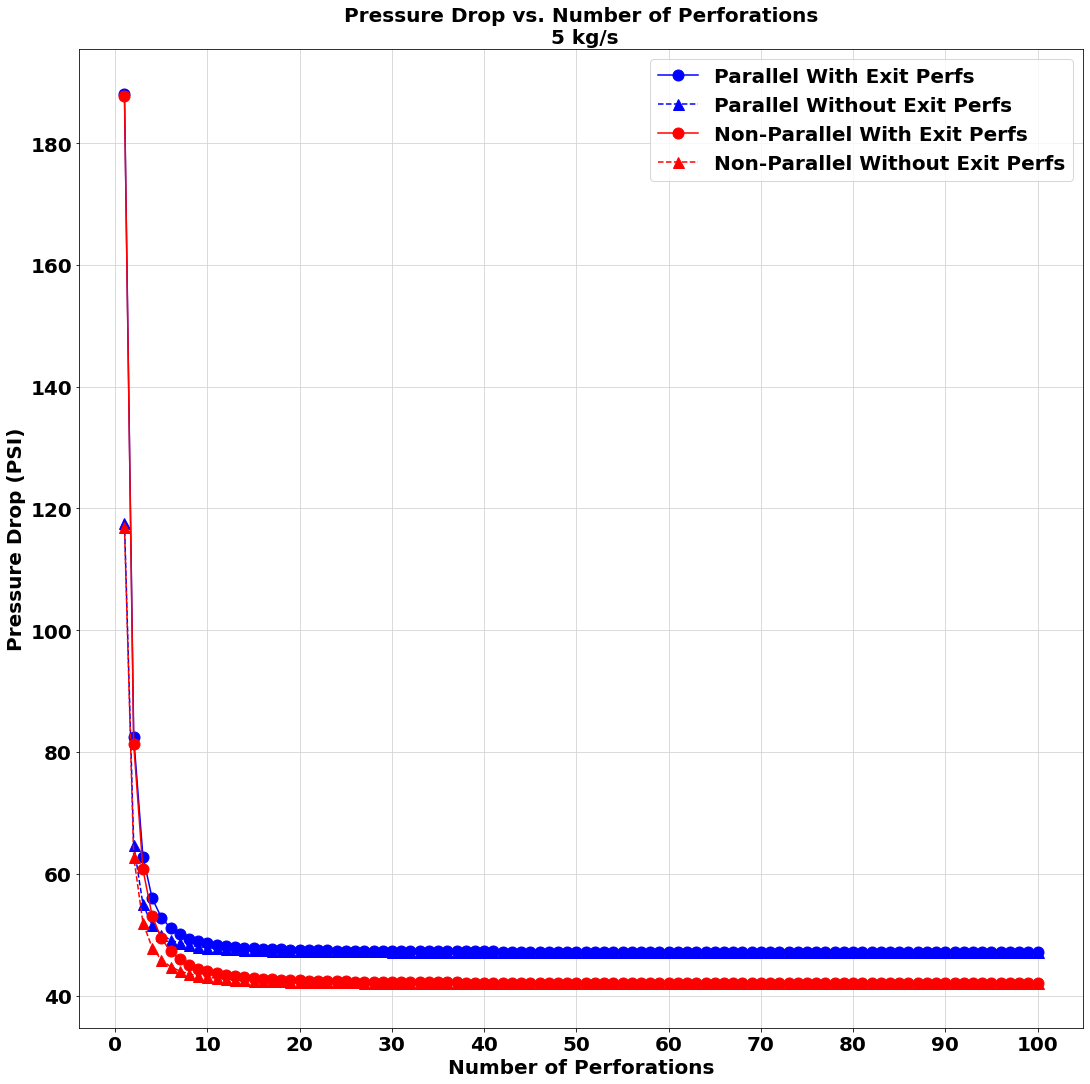 Pressure Drop vs. Number of Perforations
5 kg/s
Parallel With Exit Perfs
Parallel Without Exit Perfs
Non-Parallel With Exit Perfs
Non-Parallel Without Exit Perfs
Pressure Drop (PSI)
180
160
140
120
100
80
60
40
0 10 20 30 40 50 60 70 80 90 100
Number of Perforations